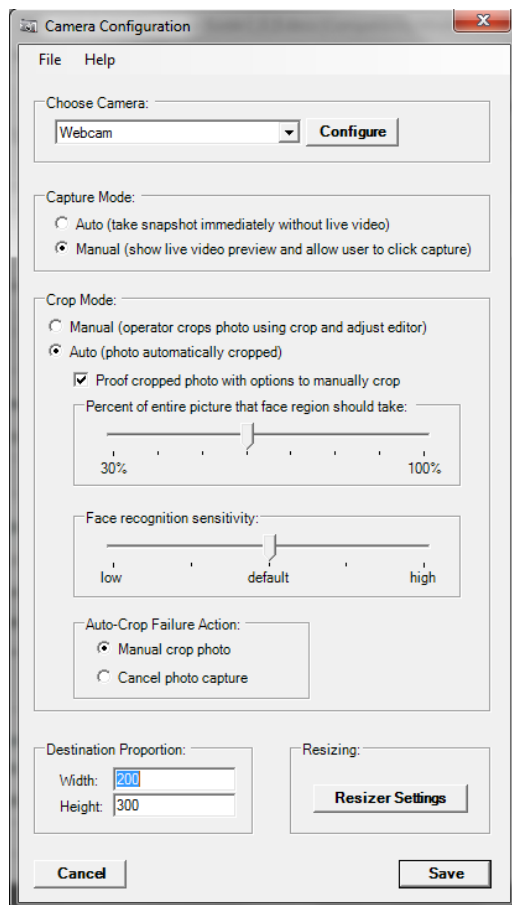 Camera Configuration
File Help
Choose Camera:
Webcam Configure
Capture Mode:
Auto (take snapshot immediately without live video)
Manual (show live video preview and allow user to click capture)
Crop Mode:
Manual (operator crops photo using crop and adjust editor)
Auto (photo automatically cropped)
Proof cropped photo with options to manually crop
Percent of entire picture that face region should take:
30% 100%
Face recognition sensitivity:
low default high
Auto-Crop Failure Action:
Manual crop photo
Cancel photo capture
Destination Proportion: Resizing:
Width: 200
Height: 300
Resizer Settings
Cancel Save